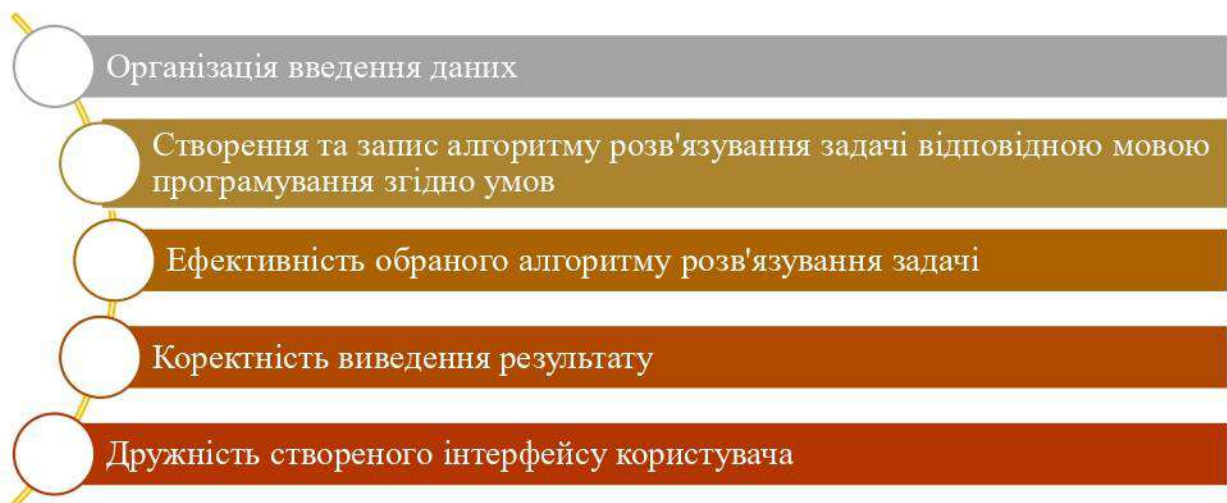 Організація введення даних
Створення та запис алгоритму розв'язування задачі відповідною мовою
програмування згідно умов
Ефективність обраного алгоритму розв'язування задачі
Коректність виведення результату
Дружність створеного інтерфейсу користувача